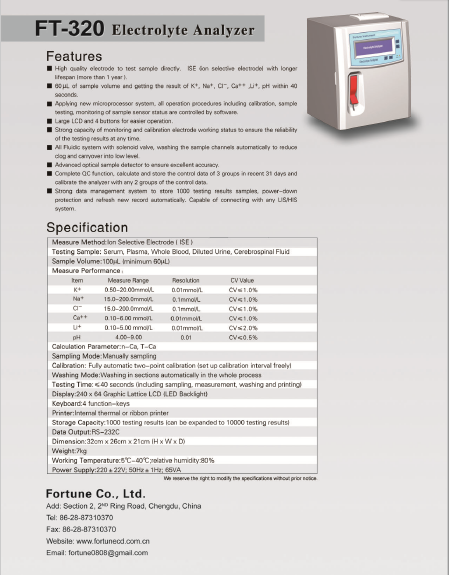 FT-320 Electrolyte Analyzer
Features
High quality electrode to test sample directly. ISE (ion selective electrode) with longer
lifespan (more than 1 year).
60μL of sample volume and getting the result of K+, Na+, Cl−, Ca++ ,Li+, pH within 40
seconds.
Applying new microprocessor system, all operation procedures including calibration, sample
testing, monitoring of sample sensor status are controlled by software.
Large LCD and 4 buttons for easier operation.
Strong capacity of monitoring and calibration electrode working status to ensure the reliability
of the testing results at any time.
All Fluidic system with solenoid valve, washing the sample channels automatically to reduce
clog and carryover into low level.
Advanced optical sample detector to ensure excellent accuracy.
Complete QC function, calculate and store the control data of 3 groups in recent 31 days and
calibrate the analyzer with any 2 groups of the control data.
Strong data management system to store 1000 testing results samples, power-down
protection and refresh new record automatically. Capable of connecting with any LIS/HIS
system.
Specification
Measure Method:Ion Selective Electrode ( ISE )
Testing Sample: Serum, Plasma, Whole Blood, Diluted Urine, Cerebrospinal Fluid
Sample Volume:100μL (minimum 60μL)
Measure Performance:
Item Measure Range Resolution CV Value
K+ 0.50-20.00mmol/L 0.01mmol/L CV≤1.0%
Na+ 15.0-200.0mmol/L 0.1mmol/L CV≤1.0%
Cl− 15.0-200.0mmol/L 0.1mmol/L CV≤1.0%
Ca++ 0.10-6.00 mmol/L 0.01mmol/L CV≤1.0%
Li+ 0.10-5.00 mmol/L 0.01mmol/L CV≤2.0%
pH 4.00-9.00 0.01 CV≤0.5%
Calculation Parameter:n-Ca, T-Ca
Sampling Mode:Manually sampling
Calibration: Fully automatic two-point calibration (set up calibration interval freely)
Washing Mode:Washing in sections automatically in the whole process
Testing Time: ≤40 seconds (including sampling, measurement, washing and printing)
Display:240 x 64 Graphic Lattice LCD (LED Backlight)
Keyboard:4 function-keys
Printer:Internal thermal or ribbon printer
Storage Capacity:1000 testing results (can be expanded to 10000 testing results)
Data Output:RS-232C
Dimension:32cm x 26cm x 21cm (H x W x D)
Weight:7kg
Working Temperature:5℃-40℃;relative humidity:80%
Power Supply:220 ± 22V; 50Hz ± 1Hz; 65VA
We reserve the right to modify the specifications without prior notice.
Fortune Co., Ltd.
Add: Section 2, 2ND Ring Road, Chengdu, China
Tel: 86-28-87310370
Fax: 86-28-87310370
Website: www.fortunecd.com.cn
Email: fortune0808@gmail.com